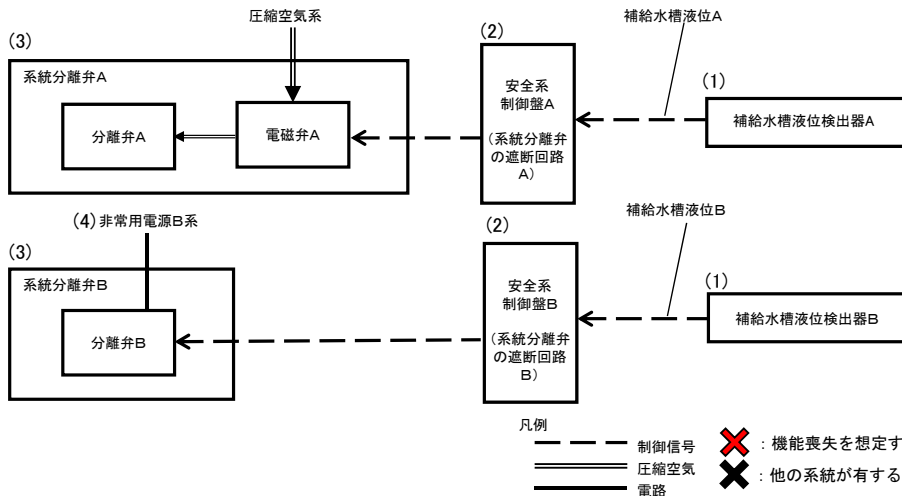 圧縮空気系
(3)
系統分離弁A
分離弁A
電磁弁A
(2)
安全系
制御盤A
(系統分離弁
の遮断回路
A)
補給水槽液位A
(1)
補給水槽液位検出器A
(4)非常用電源B系
(3)
系統分離弁B
分離弁B
(2)
安全系
制御盤B
(系統分離弁
の遮断回路
B)
補給水槽液位B
(1)
補給水槽液位検出器B
凡例
制御信号
圧縮空気
電路
：機能喪失を想定す
：他の系統が有する